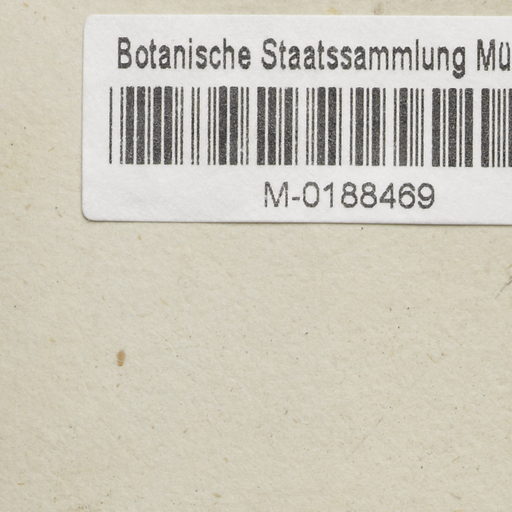 Botanische Staatssammlung Mü
M-0188469